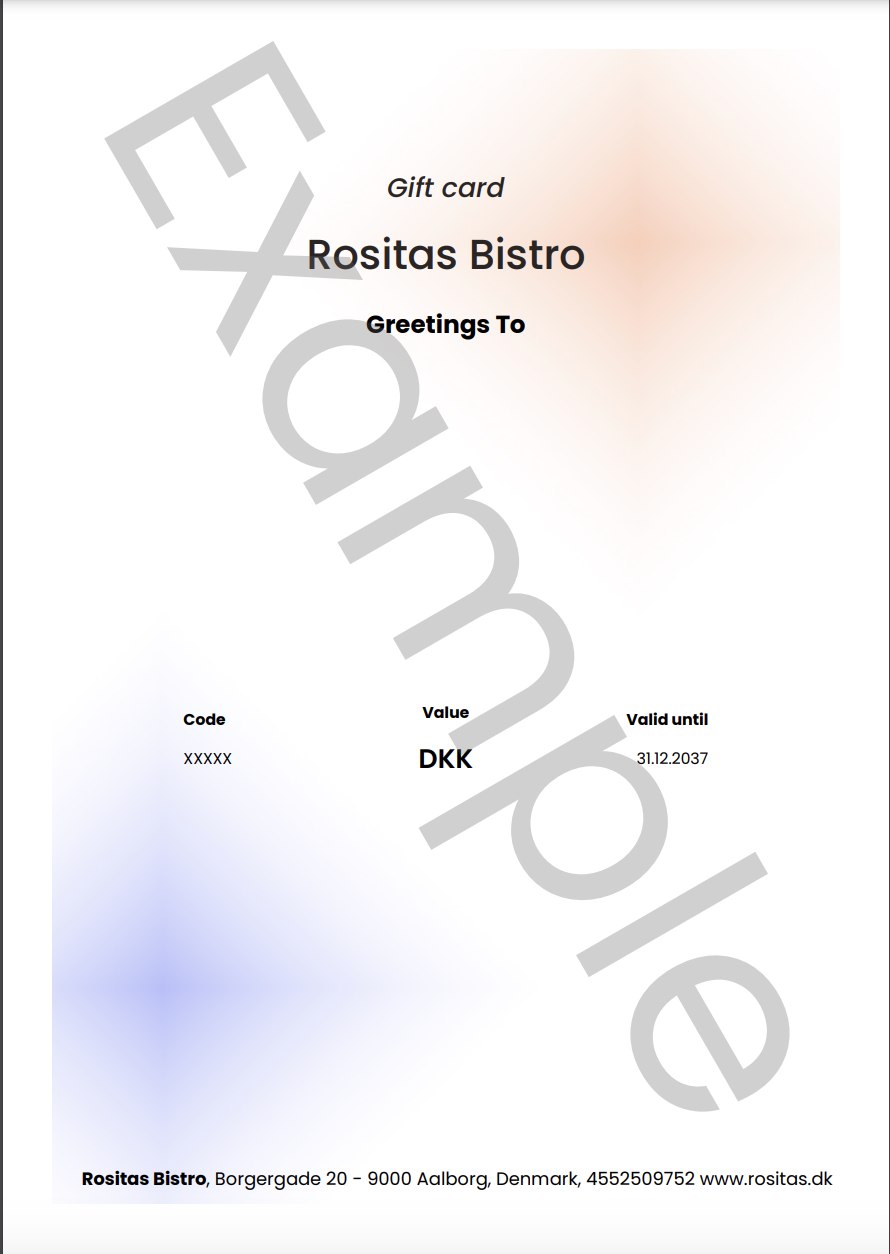 Example
Gift card
Rositas Bistro
Greetings To
Code
Value
Valid until
XXXXX
DKK
31.12.2037
Rositas Bistro, Borgergade 20 - 9000 Aalborg, Denmark, 4552509752 www.rositas.dk